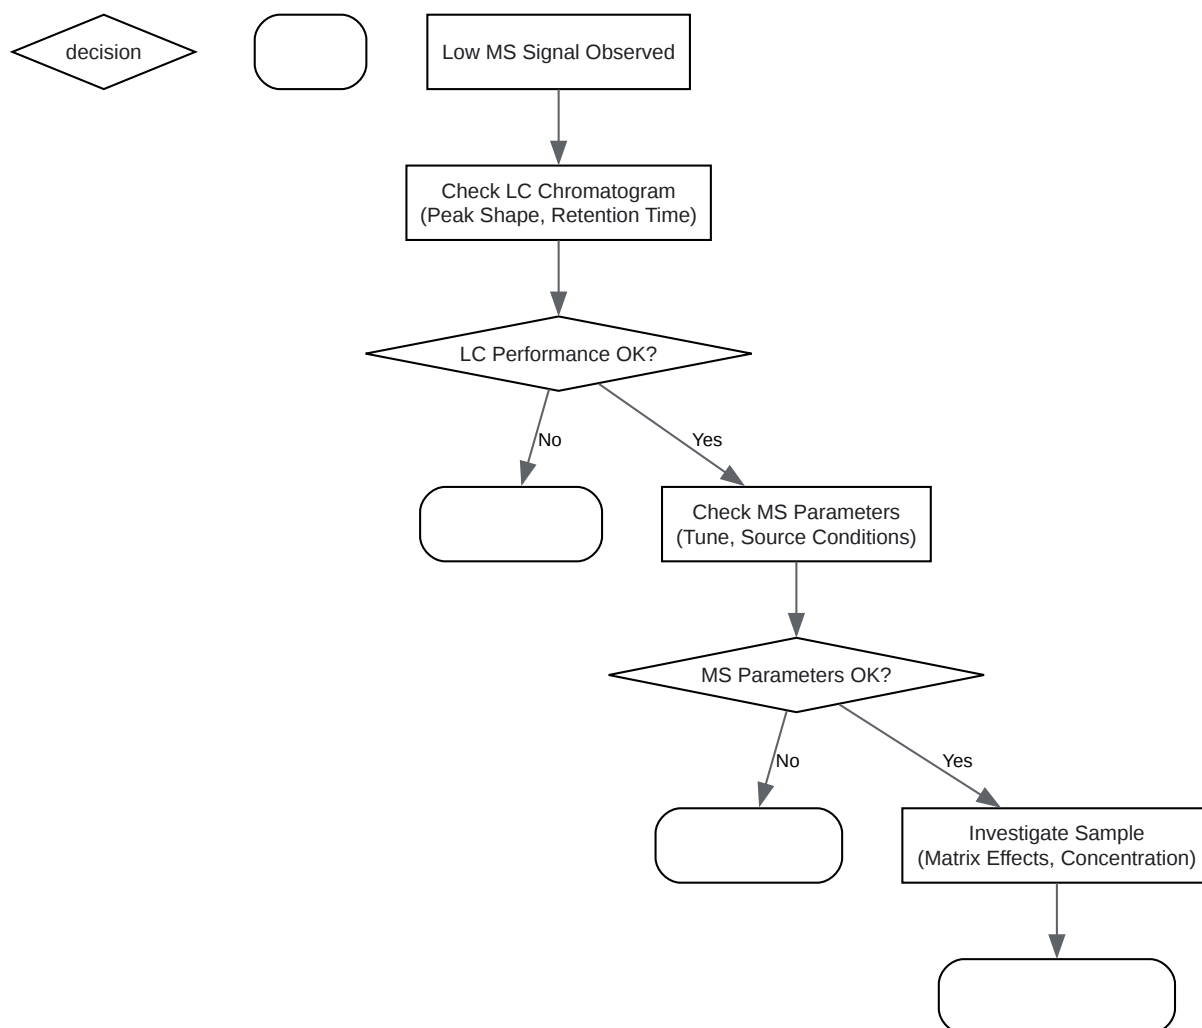 decision
Low MS Signal Observed
Check LC Chromatogram
(Peak Shape, Retention Time)
LC Performance OK?
No
Yes
Check MS Parameters
(Tune, Source Conditions)
MS Parameters OK?
No
Yes
Investigate Sample
(Matrix Effects, Concentration)